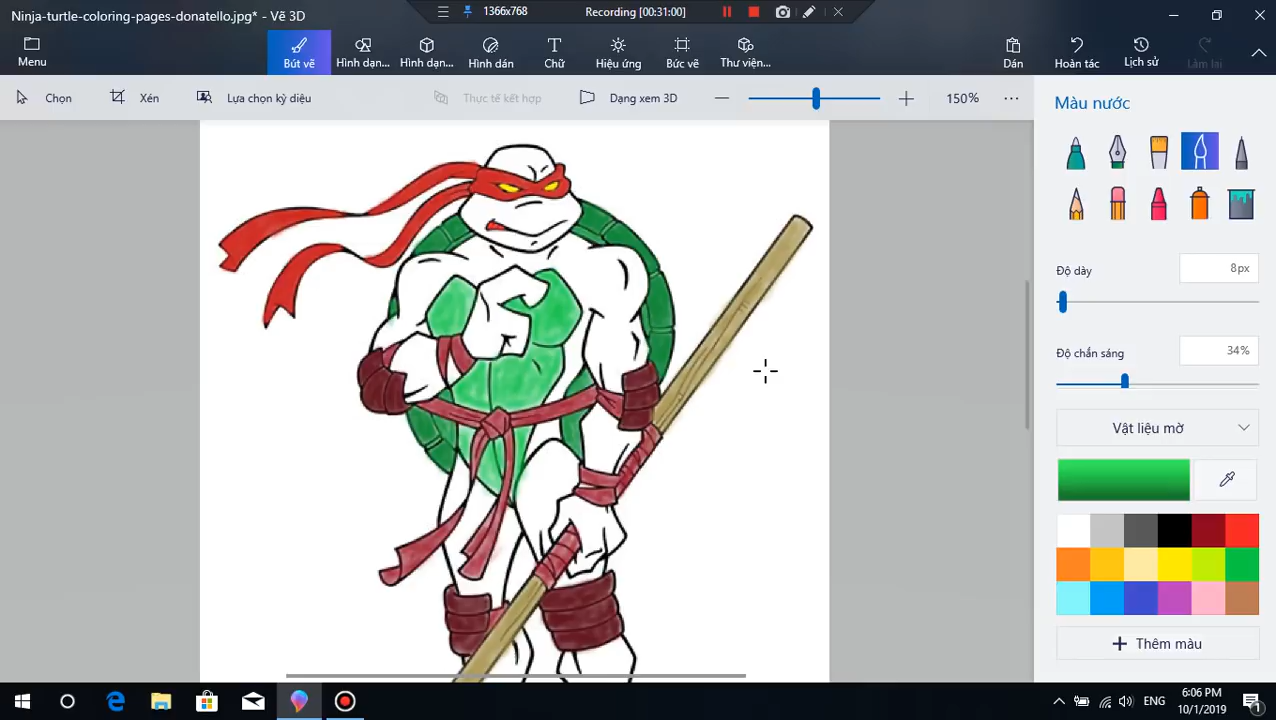 Ninja-turtle-coloring-pages-donatello.jpg* - Vẽ 3D
1366x768 Recording [00:31:00]
Menu Bút vẽ Hình dạn... Hình dạn... Hình dán Chữ Hiệu ứng Bức vẽ Thư viện... Dán Hoàn tác Lịch sử Làm lại
Chọn Xén Lựa chọn kỳ diệu Thực tế kết hợp Dạng xem 3D 150%
Màu nước
Độ dày 8px
Độ chắn sáng 34%
Vật liệu mờ
Thêm màu
ENG
6:06 PM
10/1/2019
1